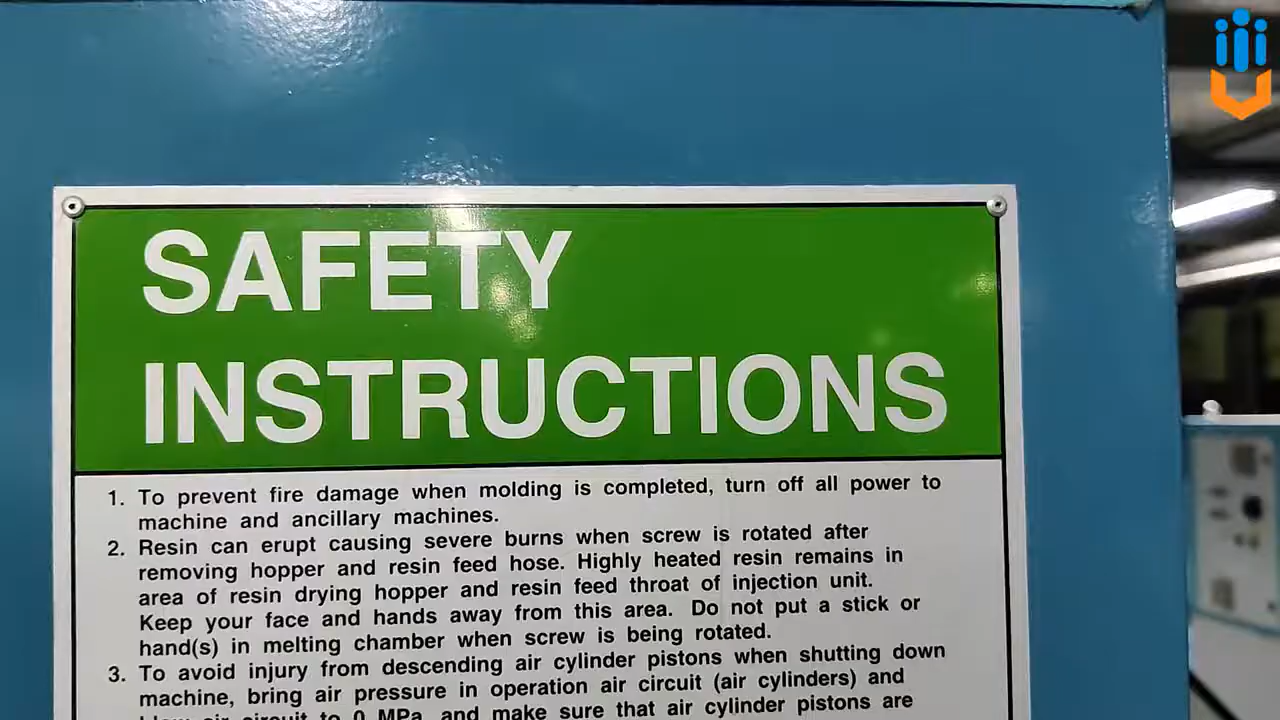 SAFETY
INSTRUCTIONS
1. To prevent fire damage when molding is completed, turn off all power to
machine and ancillary machines.
2. Resin can erupt causing severe burns when screw is rotated after
removing hopper and resin feed hose. Highly heated resin remains in
area of resin drying hopper and resin feed throat of injection unit.
Keep your face and hands away from this area. Do not put a stick or
hand(s) in melting chamber when screw is being rotated.
3. To avoid injury from descending air cylinder pistons when shutting down
machine, bring air pressure in operation air circuit (air cylinders) and
blow air circuit to 0 MPa, and make sure that air cylinder pistons are